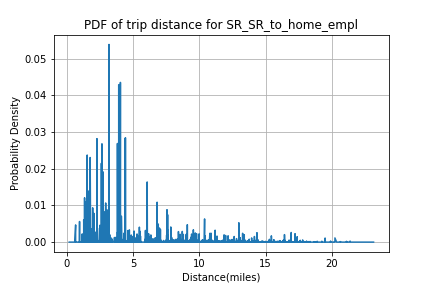 PDF of trip distance for SR_SR_to_home_empl
Probability Density
0.05
0.04
0.03
0.02
0.01
0.00
0 5 10 15 20
Distance(miles)